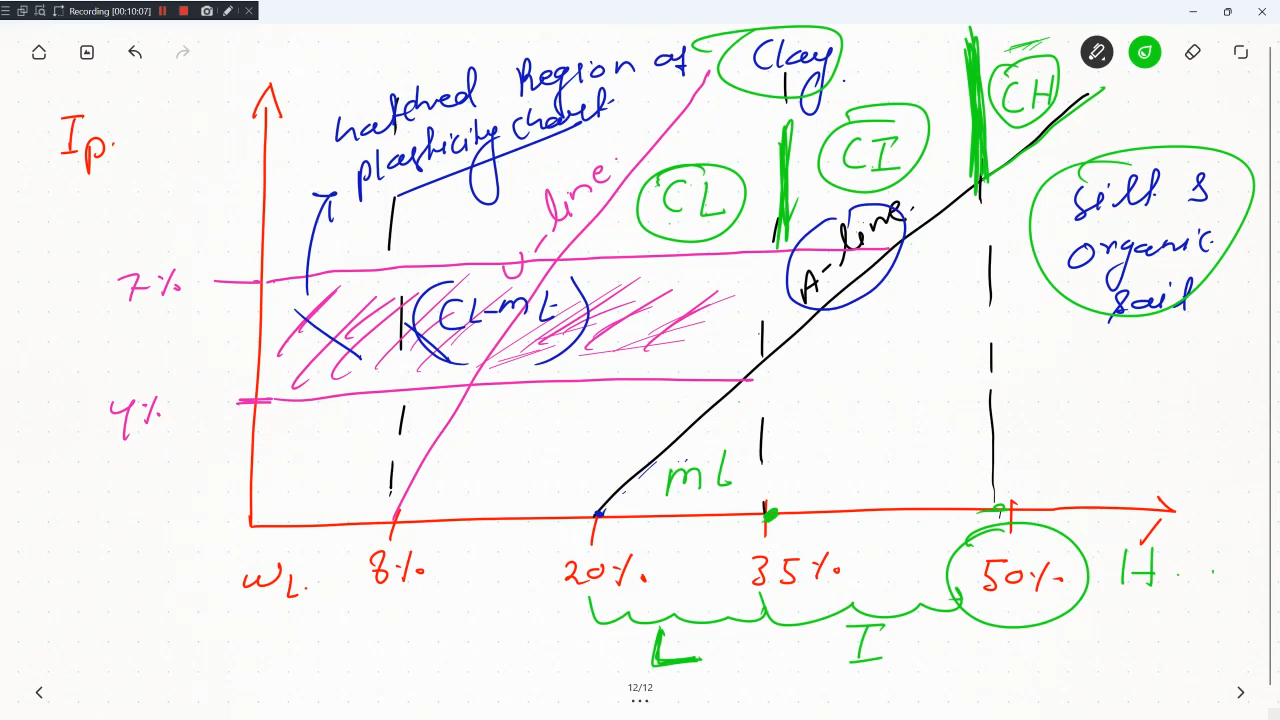 Recording [00:10:07]
hatched Region of Clay.
plasticity chart
Ip.
CH
CI
CL
U-line.
A-line.
silt &
organic
soil
7%
(CL-mL)
4%
mL
WL.
8%
20%.
35%.
50%.
H
L
I
12/12